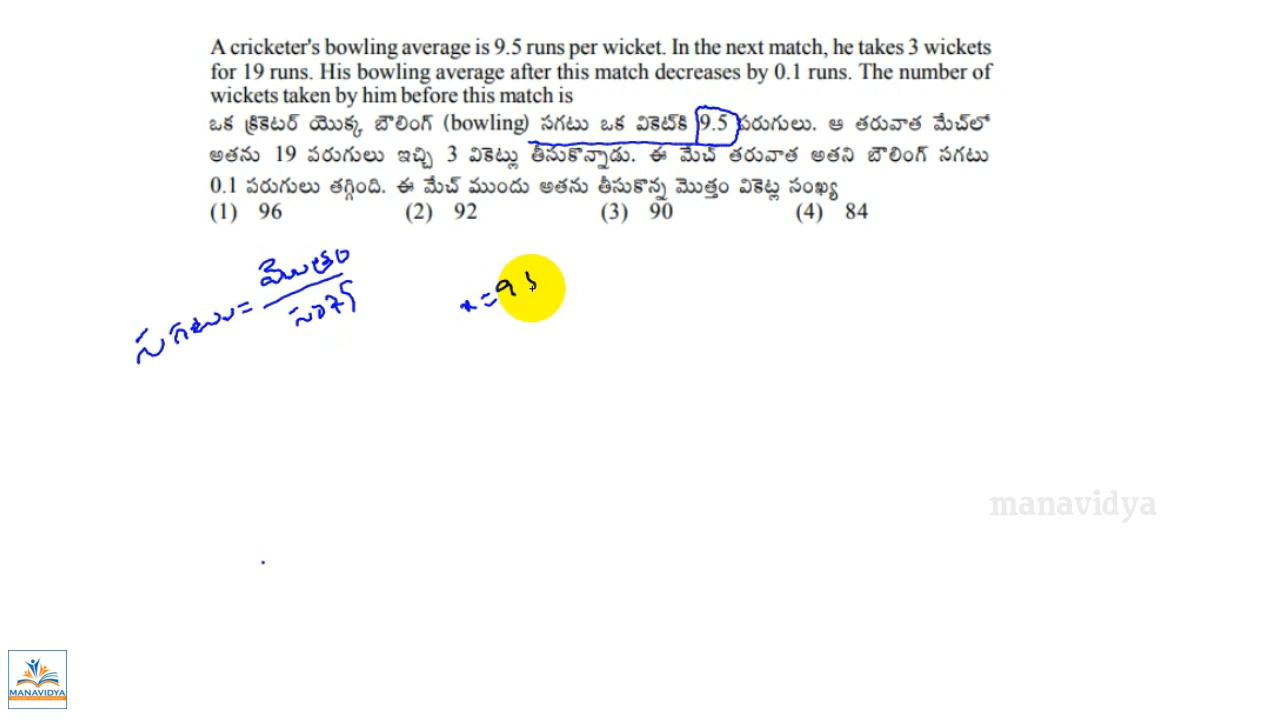 A cricketer's bowling average is 9.5 runs per wicket. In the next match, he takes 3 wickets
for 19 runs. His bowling average after this match decreases by 0.1 runs. The number of
wickets taken by him before this match is
ఒక క్రికెటర్ యొక్క బౌలింగ్ (bowling) సగటు ఒక వికెట్‌కి 9.5 పరుగులు. ఆ తరువాత మేచ్‌లో
అతను 19 పరుగులు ఇచ్చి 3 వికెట్లు తీసుకొన్నాడు. ఈ మేచ్ తరువాత అతని బౌలింగ్ సగటు
0.1 పరుగులు తగ్గింది. ఈ మేచ్ ముందు అతను తీసుకొన్న మొత్తం వికెట్ల సంఖ్య
(1) 96 (2) 92 (3) 90 (4) 84
మొత్తం
సగటు =
x = 9
manavidya
MANAVIDYA